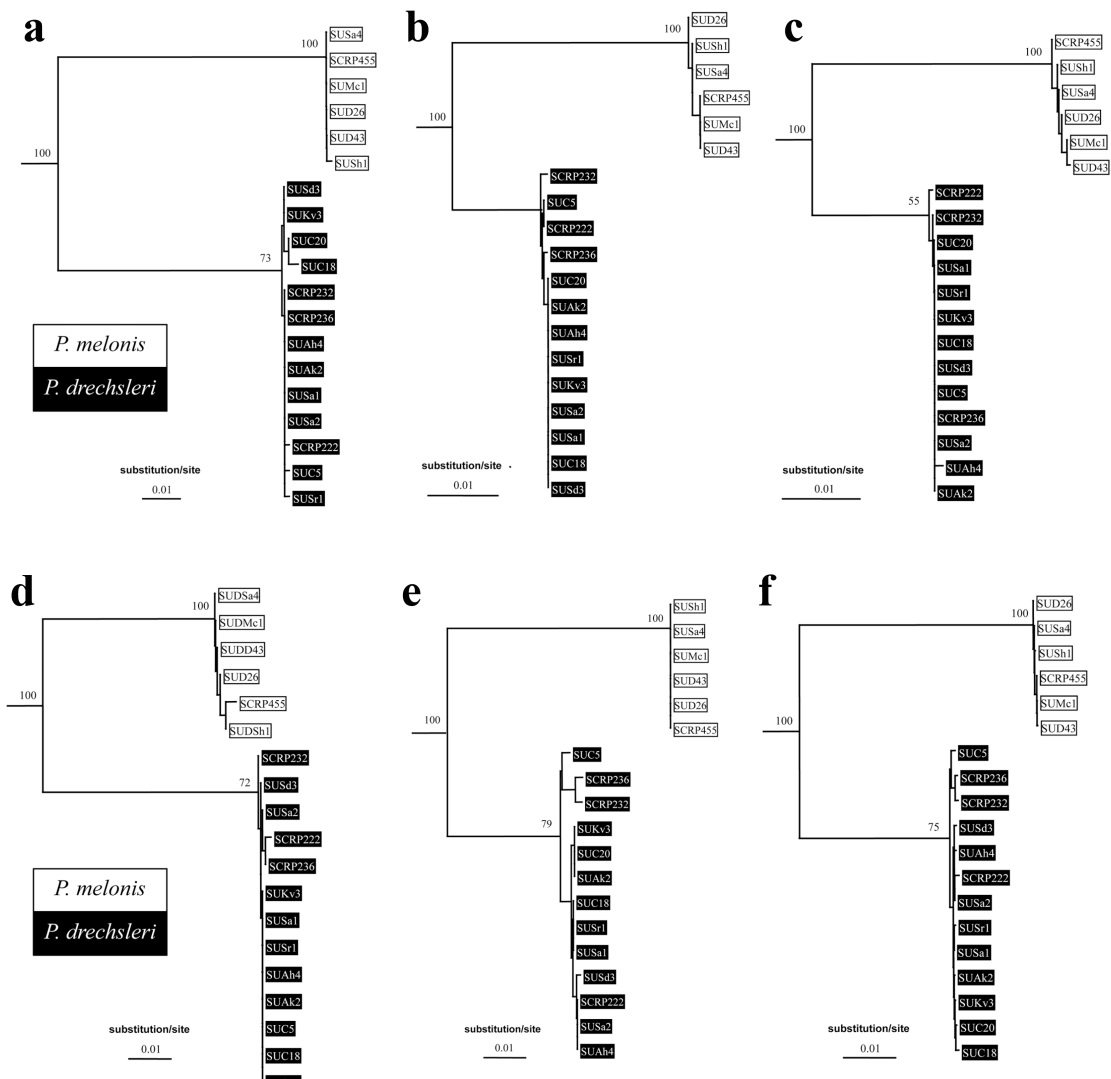 a
100
SUSa4
SCRP455
SUMc1
SUD26
SUD43
SUSh1
100
SUSd3
SUKv3
SUC20
73
SUC18
SCRP232
SCRP236
SUAh4
SUAk2
SUSa1
SUSa2
SCRP222
SUC5
SUSr1
P. melonis
P. drechsleri
substitution/site
0.01
b
SUD26
100
SUSh1
SUSa4
SCRP455
SUMc1
SUD43
100
SCRP232
SUC5
SCRP222
SCRP236
SUC20
SUAk2
SUAh4
SUSr1
SUKv3
SUSa2
SUSa1
SUC18
SUSd3
substitution/site
0.01
c
SCRP455
100
SUSh1
SUSa4
SUD26
SUMc1
SUD43
100
SCRP222
55
SCRP232
SUC20
SUSa1
SUSr1
SUKv3
SUC18
SUSd3
SUC5
SCRP236
SUSa2
SUAh4
SUAk2
substitution/site
0.01
d
SUDSa4
100
SUDMc1
SUDD43
SUD26
SCRP455
SUDSh1
100
SCRP232
72
SUSd3
SUSa2
SCRP222
SCRP236
SUKv3
SUSa1
SUSr1
SUAh4
SUAk2
SUC5
SUC18
P. melonis
P. drechsleri
substitution/site
0.01
e
SUSh1
100
SUSa4
SUMc1
SUD43
SUD26
SCRP455
100
SUC5
SCRP236
SCRP232
79
SUKv3
SUC20
SUAk2
SUC18
SUSr1
SUSa1
SUSd3
SCRP222
SUSa2
SUAh4
substitution/site
0.01
f
SUD26
100
SUSa4
SUSh1
SCRP455
SUMc1
SUD43
100
SUC5
SCRP236
SCRP232
75
SUSd3
SUAh4
SCRP222
SUSa2
SUSr1
SUSa1
SUAk2
SUKv3
SUC20
SUC18
substitution/site
0.01